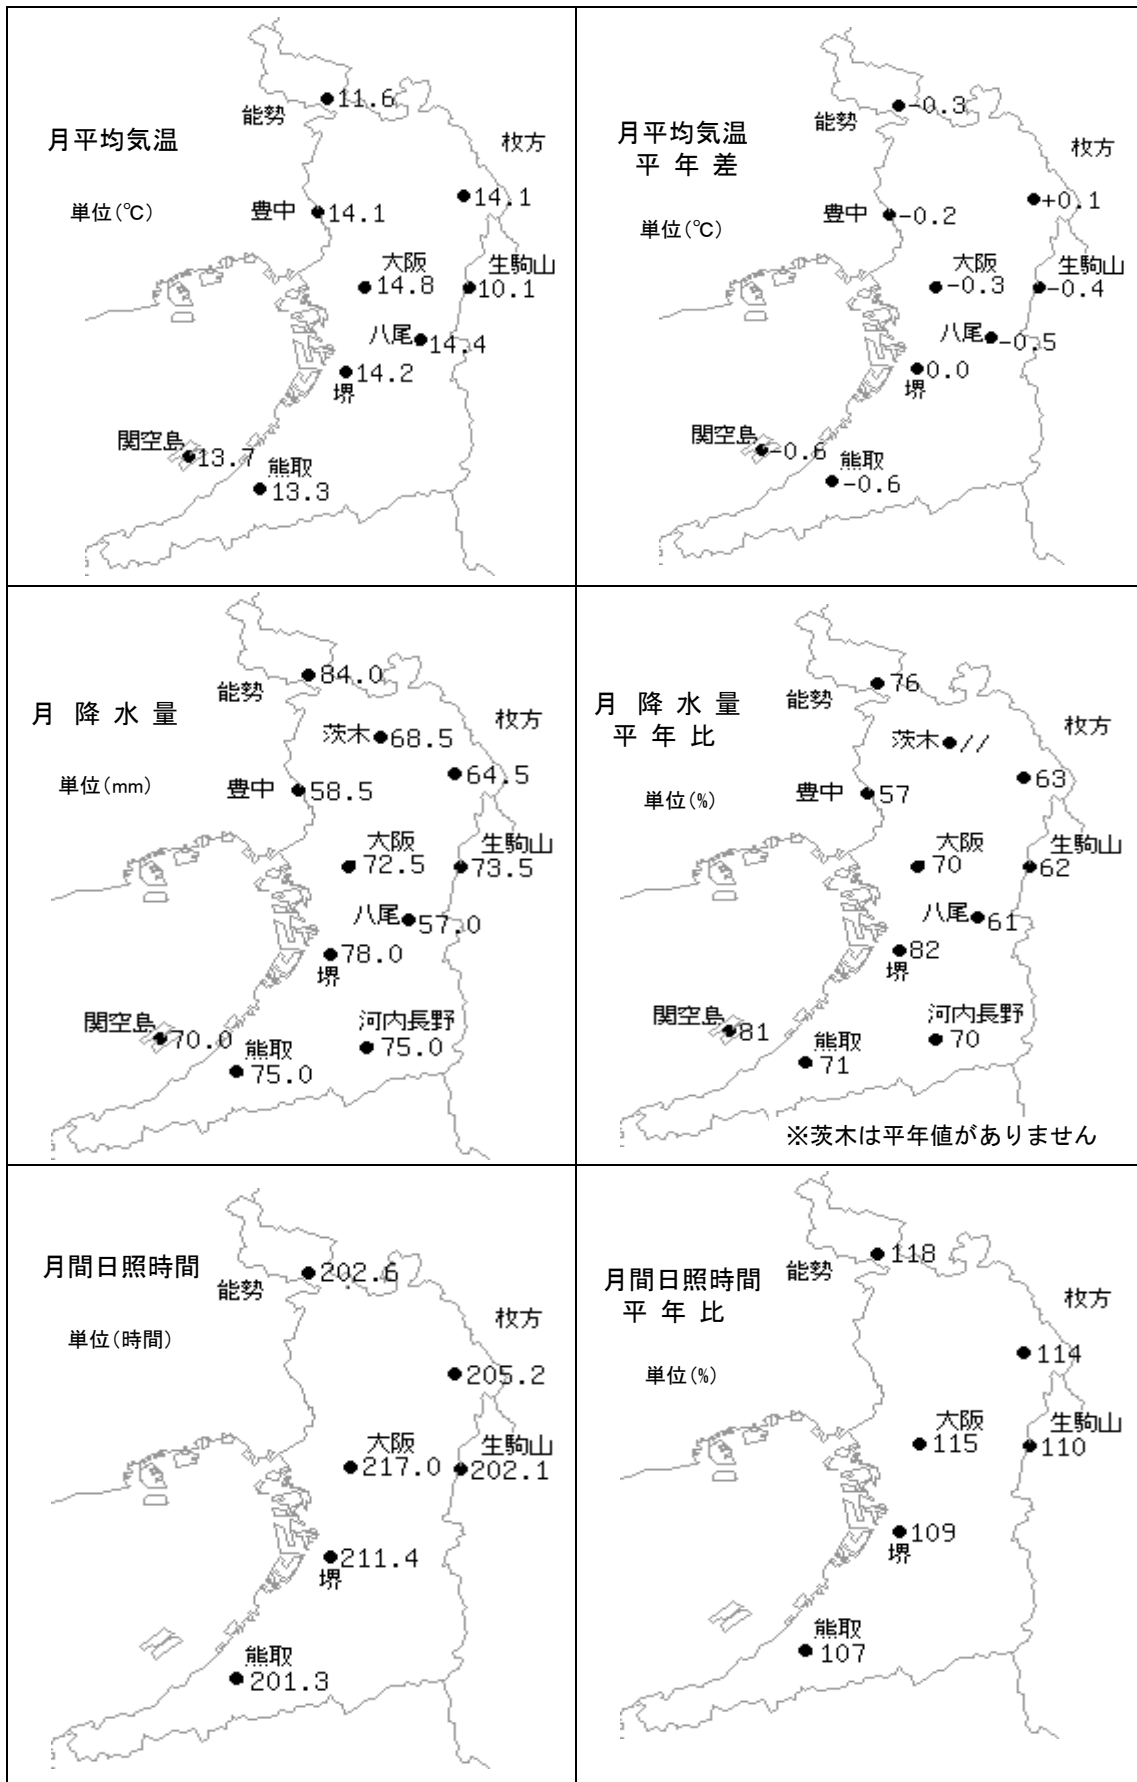 月平均気温
単位(℃)
能勢
11.6
枚方
14.1
豊中
14.1
大阪
14.8
生駒山
10.1
八尾
14.4
14.2
堺
関空島
13.7
熊取
13.3
月平均気温
平年差
単位(℃)
能勢
-0.3
枚方
+0.1
豊中
-0.2
大阪
-0.3
生駒山
-0.4
八尾
-0.5
0.0
堺
関空島
-0.6
熊取
-0.6
月降水量
単位(mm)
能勢
84.0
茨木
68.5
枚方
64.5
豊中
58.5
大阪
72.5
生駒山
73.5
八尾
57.0
78.0
堺
関空島
70.0
河内長野
75.0
熊取
75.0
月降水量
平年比
単位(%)
能勢
76
茨木
//
枚方
63
豊中
57
大阪
70
生駒山
62
八尾
61
82
堺
関空島
81
河内長野
70
熊取
71
※茨木は平年値がありません
月間日照時間
単位(時間)
能勢
202.6
枚方
205.2
大阪
217.0
生駒山
202.1
211.4
堺
熊取
201.3
月間日照時間
平年比
単位(%)
能勢
118
枚方
114
大阪
115
生駒山
110
109
堺
熊取
107